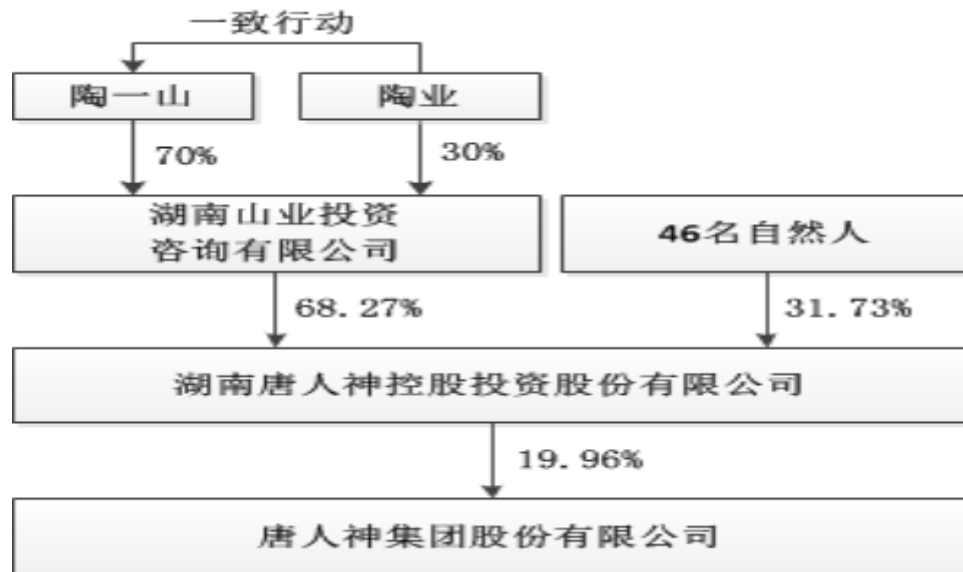 一致行动
陶一山
陶业
70%
30%
湖南山业投资
咨询有限公司
46名自然人
68.27%
31.73%
湖南唐人神控股投资股份有限公司
19.96%
唐人神集团股份有限公司